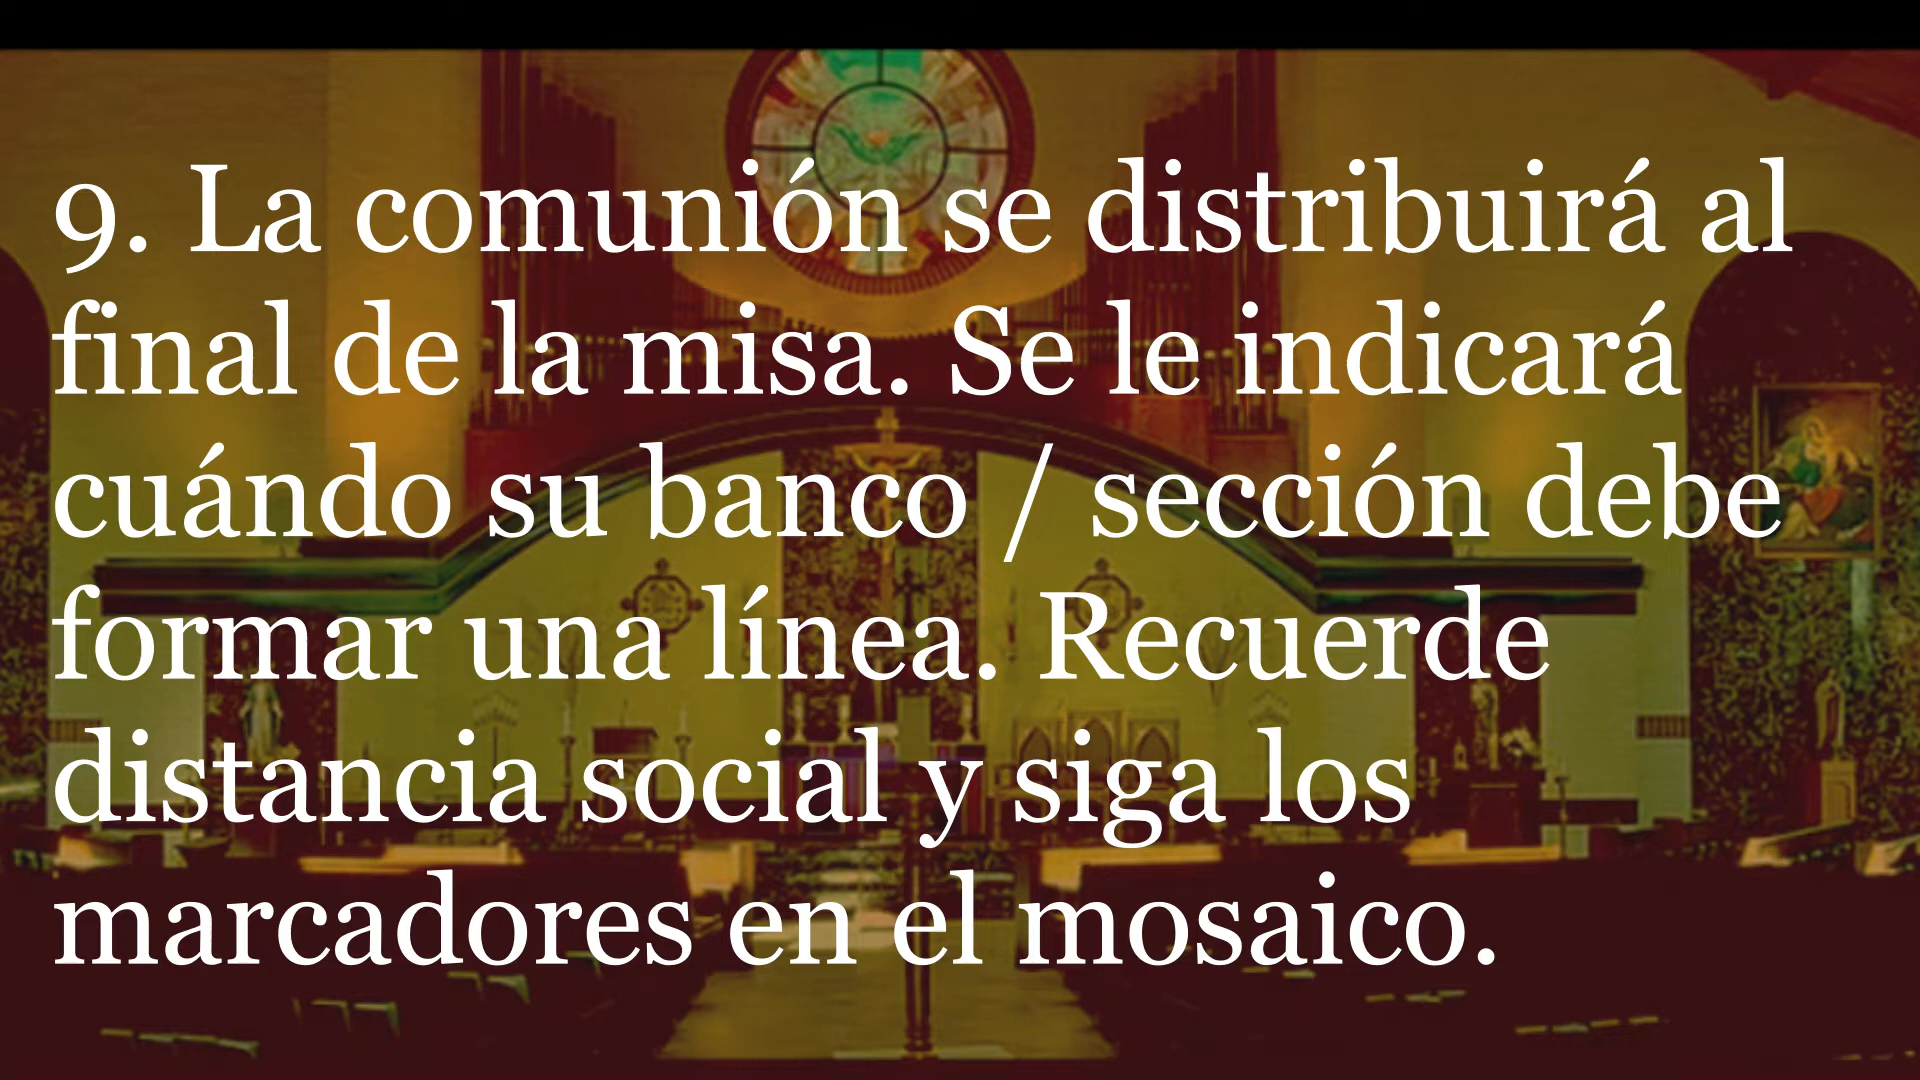 9. La comunión se distribuirá al
final de la misa. Se le indicará
cuándo su banco / sección debe
formar una línea. Recuerde
distancia social y siga los
marcadores en el mosaico.